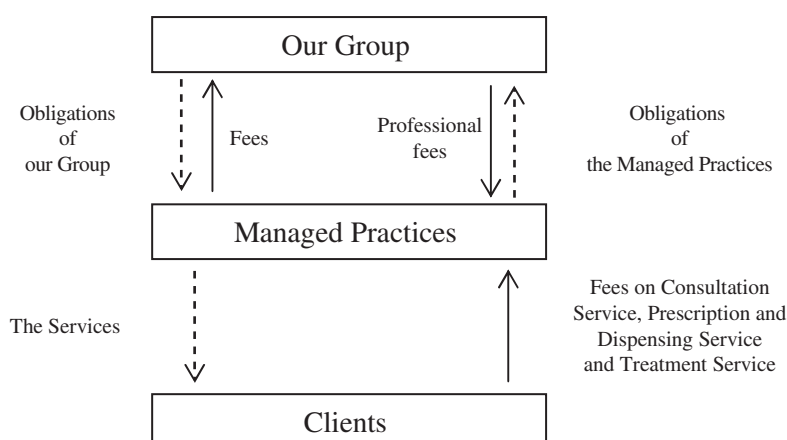 Our Group
Obligations
of
our Group
Fees
Professional
fees
Obligations
of
the Managed Practices
Managed Practices
The Services
Fees on Consultation
Service, Prescription and
Dispensing Service
and Treatment Service
Clients